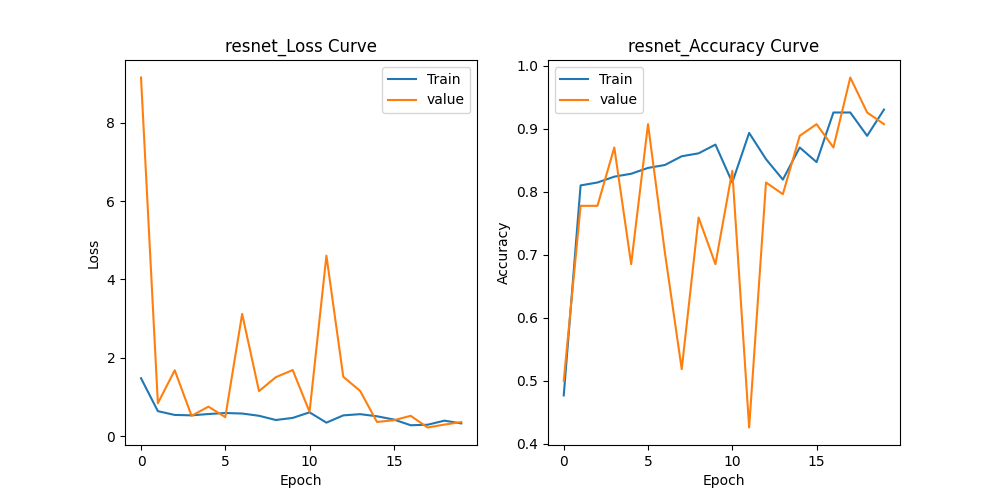 resnet_Loss Curve
Train
value
8
6
4
2
0
Loss
0
5
10
15
Epoch
resnet_Accuracy Curve
Train
value
1.0
0.9
0.8
0.7
0.6
0.5
0.4
Accuracy
0
5
10
15
Epoch